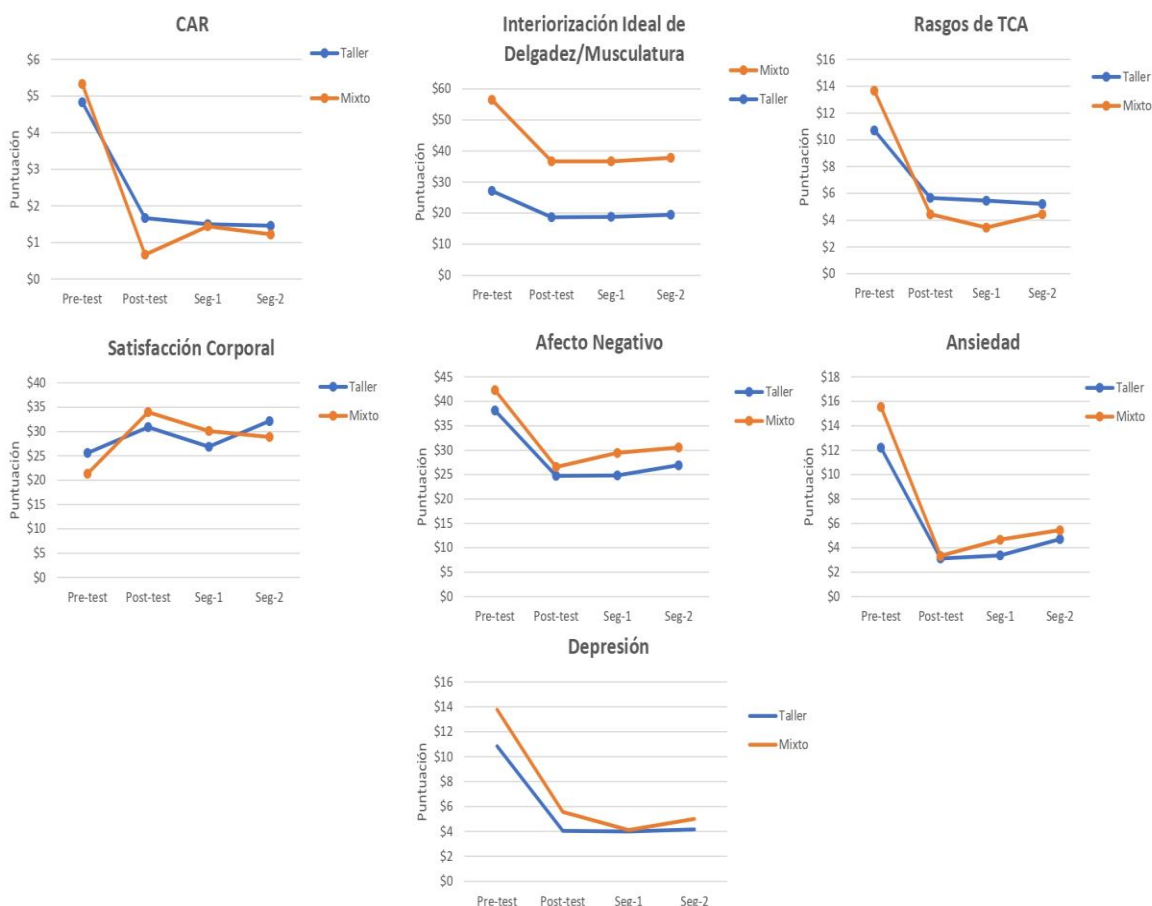 CAR
$6
$5
$4
$3
$2
$1
$0
Puntuación
Pre-test Post-test Seg-1 Seg-2
Taller
Mixto
Interiorización Ideal de
Delgadez/Musculatura
$60
$50
$40
$30
$20
$10
$0
Puntuación
Pre-test Post-test Seg-1 Seg-2
Mixto
Taller
Rasgos de TCA
$16
$14
$12
$10
$8
$6
$4
$2
$0
Puntuación
Pre-test Post-test Seg-1 Seg-2
Taller
Mixto
Satisfacción Corporal
$40
$35
$30
$25
$20
$15
$10
$5
$0
Puntuación
Pre-test Post-test Seg-1 Seg-2
Taller
Mixto
Afecto Negativo
$45
$40
$35
$30
$25
$20
$15
$10
$5
$0
Puntuación
Pre-test Post-test Seg-1 Seg-2
Taller
Mixto
Ansiedad
$18
$16
$14
$12
$10
$8
$6
$4
$2
$0
Puntuación
Pre-test Post-test Seg-1 Seg-2
Taller
Mixto
Depresión
$16
$14
$12
$10
$8
$6
$4
$2
$0
Puntuación
Pre-test Post-test Seg-1 Seg-2
Taller
Mixto